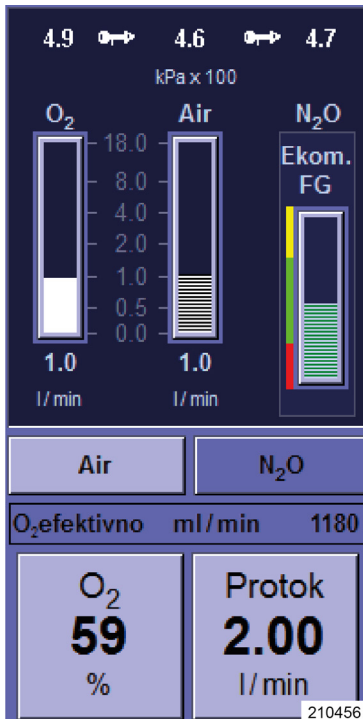 4.9 4.6 4.7
kPa x 100
O₂ Air N₂O
18.0
8.0
4.0
2.0
1.0
0.5
0.0
Ekom.
FG
1.0 1.0
l/min l/min
Air N₂O
O₂efektivno ml/min 1180
O₂
59
%
Protok
2.00
l/min
210456